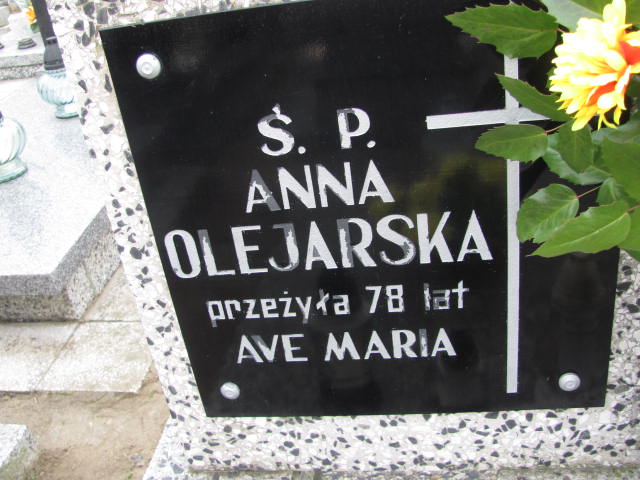 Ś. P.
ANNA
OLEJARSKA
przeżyła 78 lat
AVE MARIA